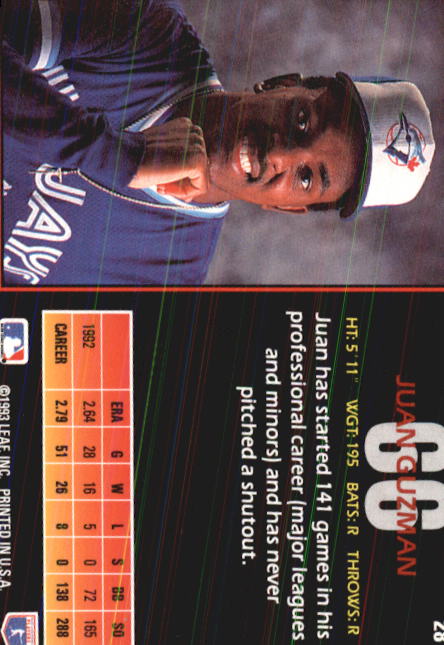 28
66
JUAN GUZMAN
HT: 5' 11" WGT: 195 BATS: R THROWS: R
Juan has started 141 games in his
professional career (major leagues
and minors) and has never
pitched a shutout.
ERA G W L S BB SO
1992 2.64 28 16 5 0 72 165
CAREER 2.79 51 26 8 0 138 288
©1993 LEAF, INC. PRINTED IN U.S.A.
JAYS